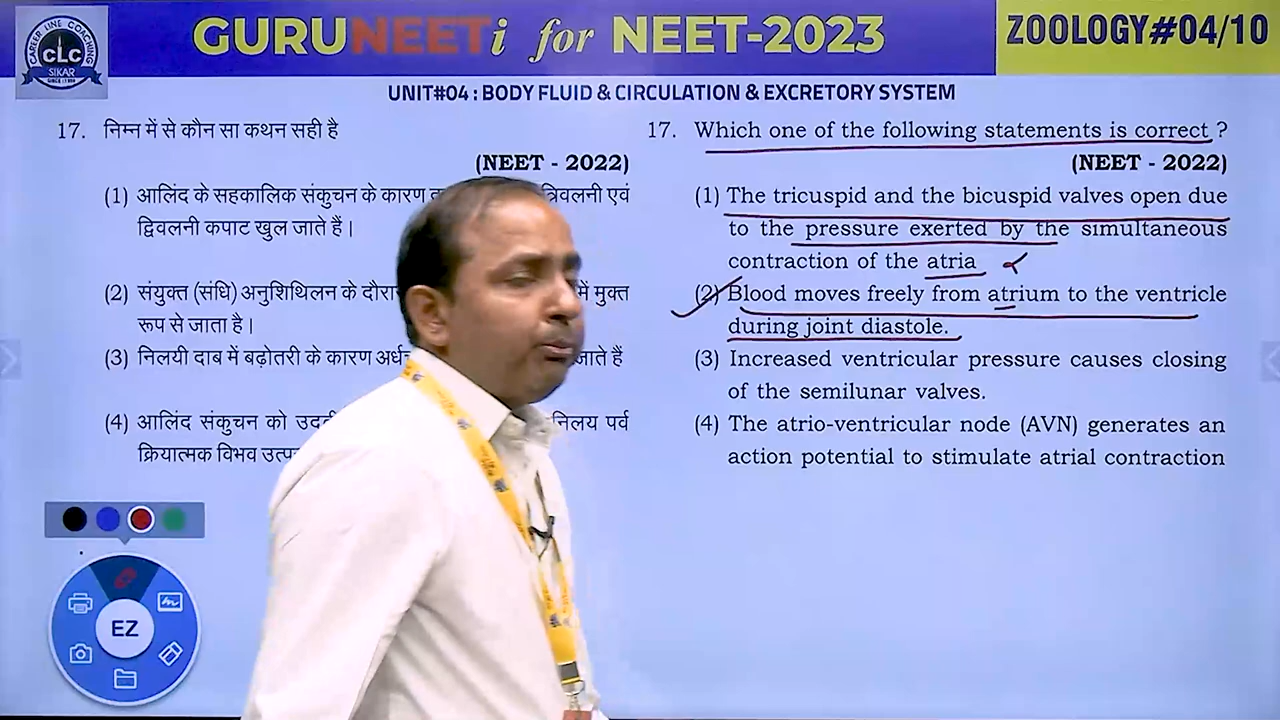 CAREER LINE COACHING
CLC
SIKAR
SINCE : 1996
GURUNEETi for NEET-2023
ZOOLOGY#04/10
UNIT#04 : BODY FLUID & CIRCULATION & EXCRETORY SYSTEM
17. निम्न में से कौन सा कथन सही है
(NEET - 2022)
(1) आलिंद के सहकालिक संकुचन के कारण त्रिवलनी एवं
द्विवलनी कपाट खुल जाते हैं।
(2) संयुक्त (संधि) अनुशिथिलन के दौरान में मुक्त
रूप से जाता है।
(3) निलयी दाब में बढ़ोतरी के कारण जाते हैं
(4) आलिंद संकुचन को निलय पर्व
क्रियात्मक विभव
17. Which one of the following statements is correct ?
(NEET - 2022)
(1) The tricuspid and the bicuspid valves open due
to the pressure exerted by the simultaneous
contraction of the atria
(2) Blood moves freely from atrium to the ventricle
during joint diastole.
(3) Increased ventricular pressure causes closing
of the semilunar valves.
(4) The atrio-ventricular node (AVN) generates an
action potential to stimulate atrial contraction
EZ